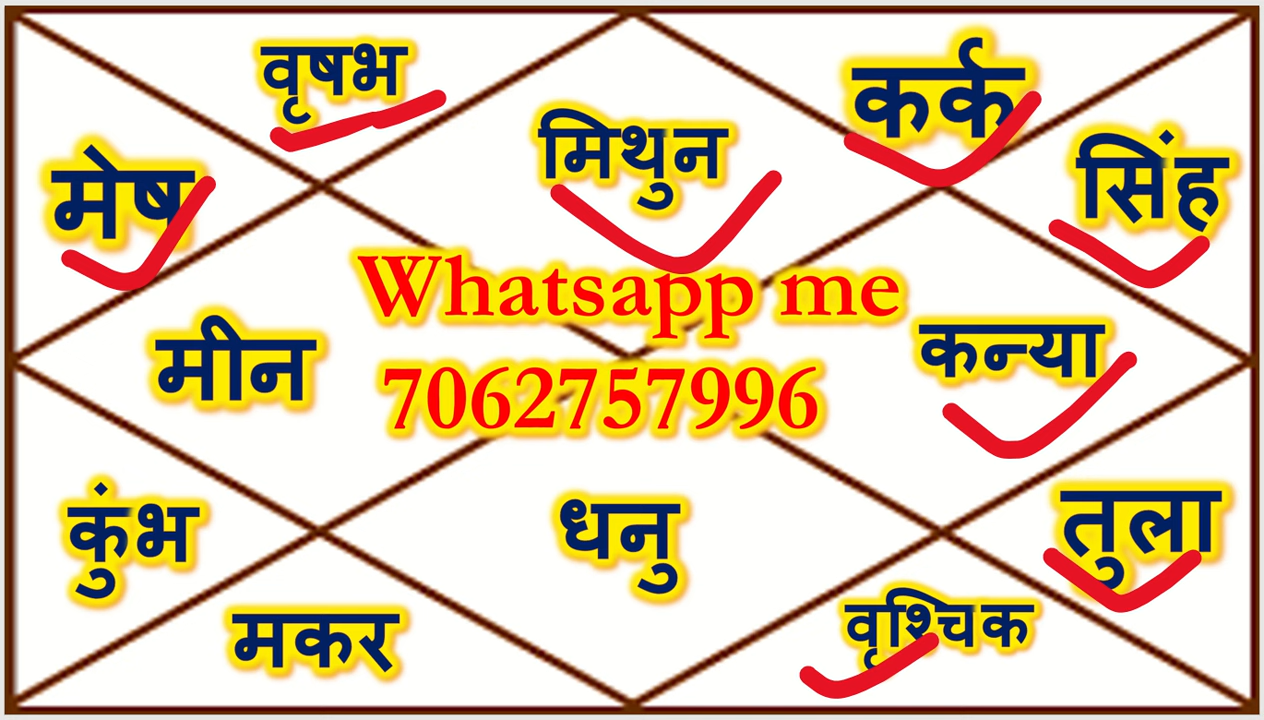 वृषभ
कर्क
मिथुन
सिंह
मेष
Whatsapp me
मीन
कन्या
7062757996
कुंभ
धनु
तुला
वृश्चिक
मकर